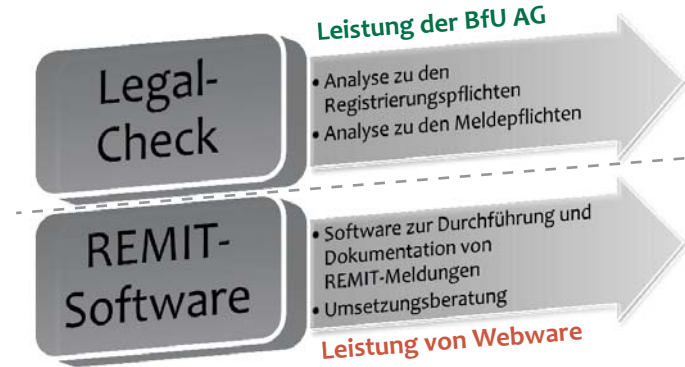 Leistung der BfU AG
Legal-
Check
• Analyse zu den
Registrierungspflichten
• Analyse zu den Meldepflichten
REMIT-
Software
• Software zur Durchführung und
Dokumentation von
REMIT-Meldungen
• Umsetzungsberatung
Leistung von Webware